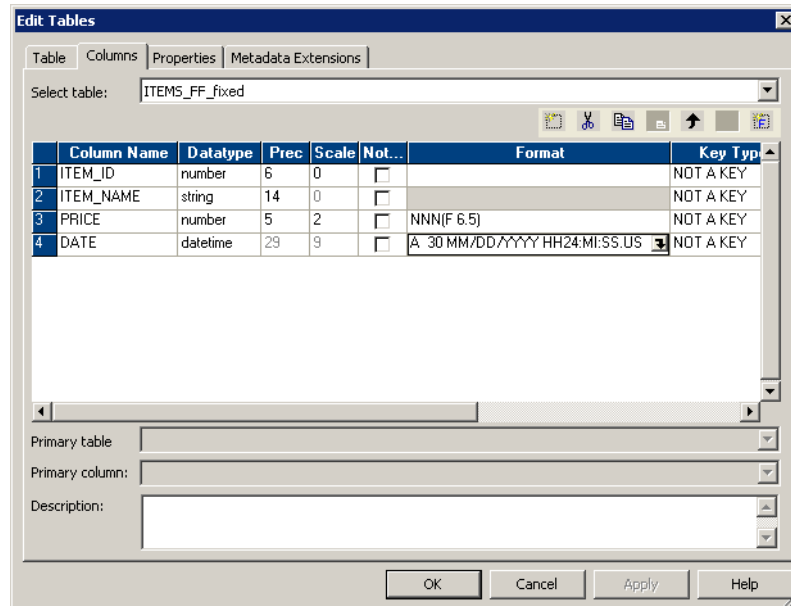 Edit Tables
Table Columns Properties Metadata Extensions
Select table: ITEMS_FF_fixed
Column Name Datatype Prec Scale Not... Format Key Typ
1 ITEM_ID number 6 0 NOT A KEY
2 ITEM_NAME string 14 0 NOT A KEY
3 PRICE number 5 2 NNN(F 6.5) NOT A KEY
4 DATE datetime 29 9 A 30 MM/DD/YYYY HH24:MI:SS.US NOT A KEY
Primary table
Primary column:
Description:
OK Cancel Apply Help